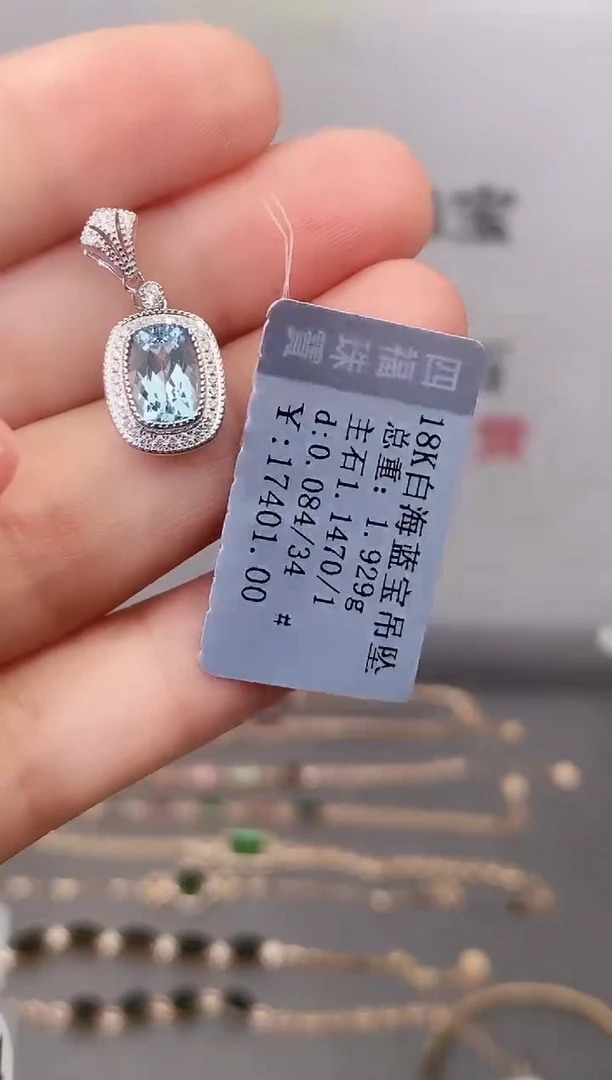 四福珠寶
18K白海蓝宝吊坠
总重: 1.929g
主石1.1470/1
d:0.084/34
¥:17401.00
#
宝